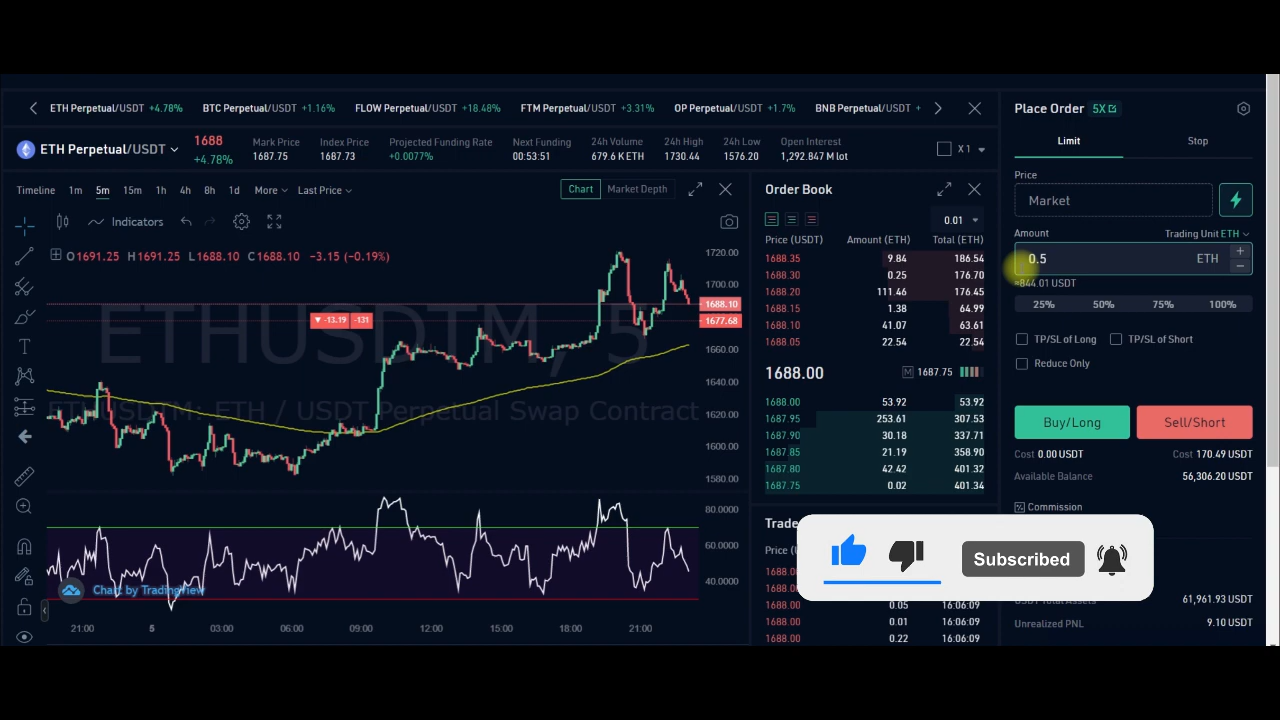 ETH Perpetual/USDT +4.78% BTC Perpetual/USDT +1.16% FLOW Perpetual/USDT +18.48% FTM Perpetual/USDT +3.31% OP Perpetual/USDT +1.7% BNB Perpetual/USDT +
ETH Perpetual/USDT
1688
+4.78%
Mark Price
1687.75
Index Price
1687.73
Projected Funding Rate
+0.0077%
Next Funding
00:53:51
24h Volume
679.6 K ETH
24h High
1730.44
24h Low
1576.20
Open Interest
1,292.847 M lot
X 1
Timeline 1m 5m 15m 1h 4h 8h 1d More Last Price
Chart Market Depth
Indicators
O1691.25 H1691.25 L1688.10 C1688.10 -3.15 (-0.19%)
ETHUSDTM, 5
ETHUSDTM: ETH / USDT Perpetual Swap Contract
▼ -13.19 -131
1720.00
1700.00
1688.10
1677.68
1660.00
1640.00
1620.00
1600.00
1580.00
80.0000
60.0000
40.0000
Chart by TradingView
21:00 5 03:00 06:00 09:00 12:00 15:00 18:00 21:00
Order Book
0.01
Price (USDT) Amount (ETH) Total (ETH)
1688.35 9.84 186.54
1688.30 0.25 176.70
1688.20 111.46 176.45
1688.15 1.38 64.99
1688.10 41.07 63.61
1688.05 22.54 22.54
1688.00 M 1687.75
1688.00 53.92 53.92
1687.95 253.61 307.53
1687.90 30.18 337.71
1687.85 21.19 358.90
1687.80 42.42 401.32
1687.75 0.02 401.34
Trade
Price (
1688.00 0.05 16:06:09
1688.00 0.01 16:06:09
1688.00 0.22 16:06:09
Place Order 5X
Limit Stop
Price
Market
Amount Trading Unit ETH
0.5 ETH
≈844.01 USDT
25% 50% 75% 100%
TP/SL of Long TP/SL of Short
Reduce Only
Buy/Long Sell/Short
Cost 0.00 USDT Cost 170.49 USDT
Available Balance 56,306.20 USDT
Commission
Subscribed
USDT Total Assets 61,961.93 USDT
Unrealized PNL 9.10 USDT